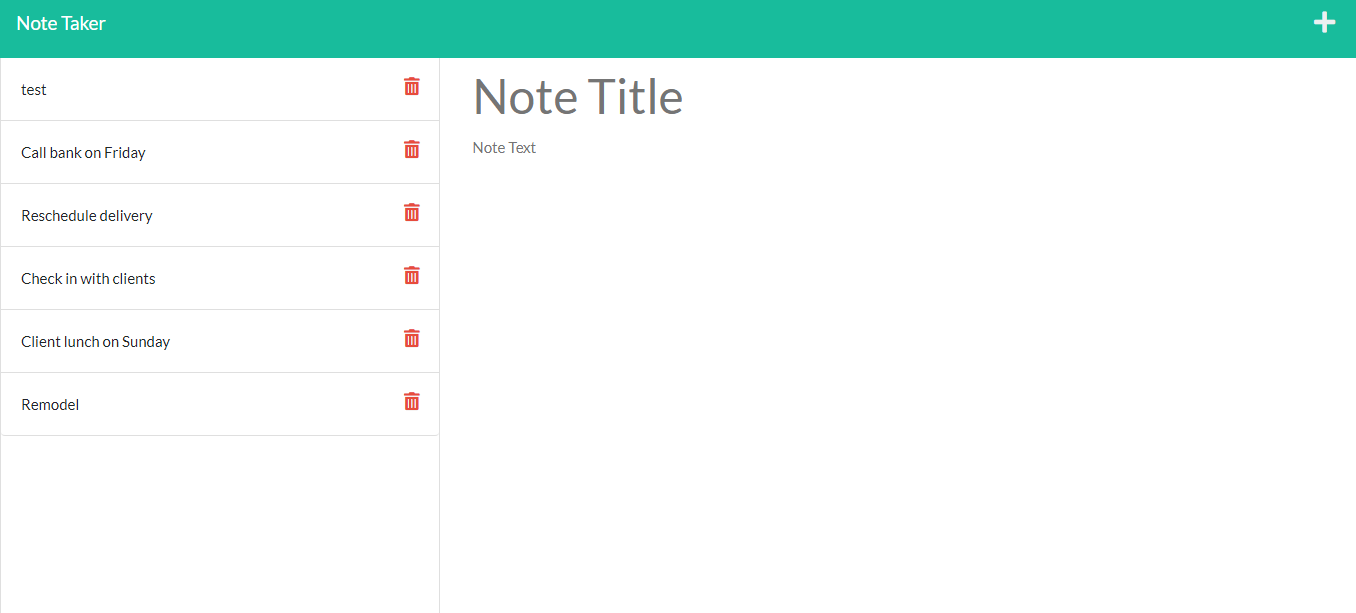 Note Taker
test
Call bank on Friday
Reschedule delivery
Check in with clients
Client lunch on Sunday
Remodel
Note Title
Note Text